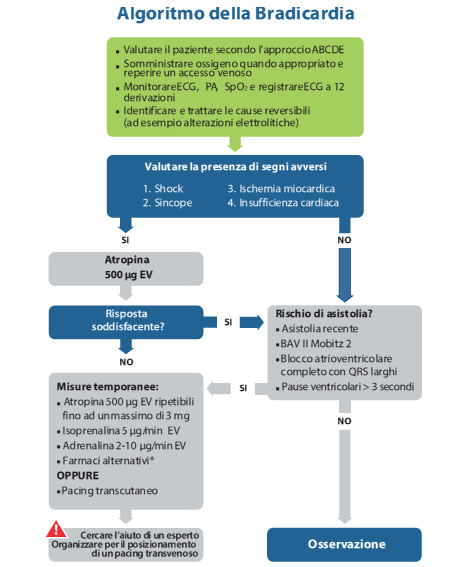 Algoritmo della Bradicardia
▪ Valutare il paziente secondo l'approccio ABCDE
▪ Somministrare ossigeno quando appropriato e
reperire un accesso venoso
▪ Monitorare ECG, PA, SpO₂ e registrare ECG a 12
derivazioni
▪ Identificare e trattare le cause reversibili
(ad esempio alterazioni elettrolitiche)
Valutare la presenza di segni avversi
1. Shock
2. Sincope
3. Ischemia miocardica
4. Insufficienza cardiaca
SI
NO
Atropina
500 µg EV
Risposta
soddisfacente?
SI
NO
Rischio di asistolia?
▪ Asistolia recente
▪ BAV II Mobitz 2
▪ Blocco atrioventricolare
completo con QRS larghi
▪ Pause ventricolari > 3 secondi
SI
NO
Misure temporanee:
▪ Atropina 500 µg EV ripetibili
fino ad un massimo di 3 mg
▪ Isoprenalina 5 µg/min EV
▪ Adrenalina 2-10 µg/min EV
▪ Farmaci alternativi*
OPPURE
▪ Pacing transcutaneo
!
Cercare l'aiuto di un esperto
Organizzare per il posizionamento
di un pacing transvenoso
Osservazione